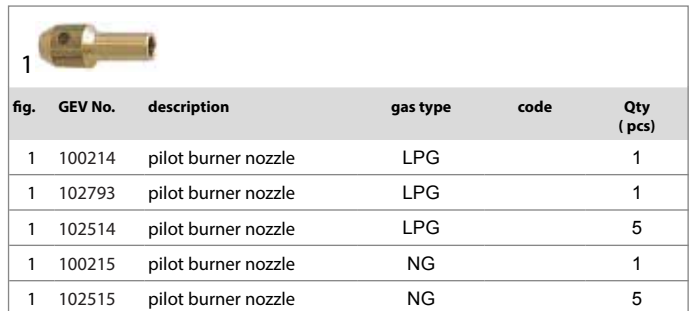 1
fig. GEV No. description gas type code Qty
( pcs)
1 100214 pilot burner nozzle LPG 1
1 102793 pilot burner nozzle LPG 1
1 102514 pilot burner nozzle LPG 5
1 100215 pilot burner nozzle NG 1
1 102515 pilot burner nozzle NG 5